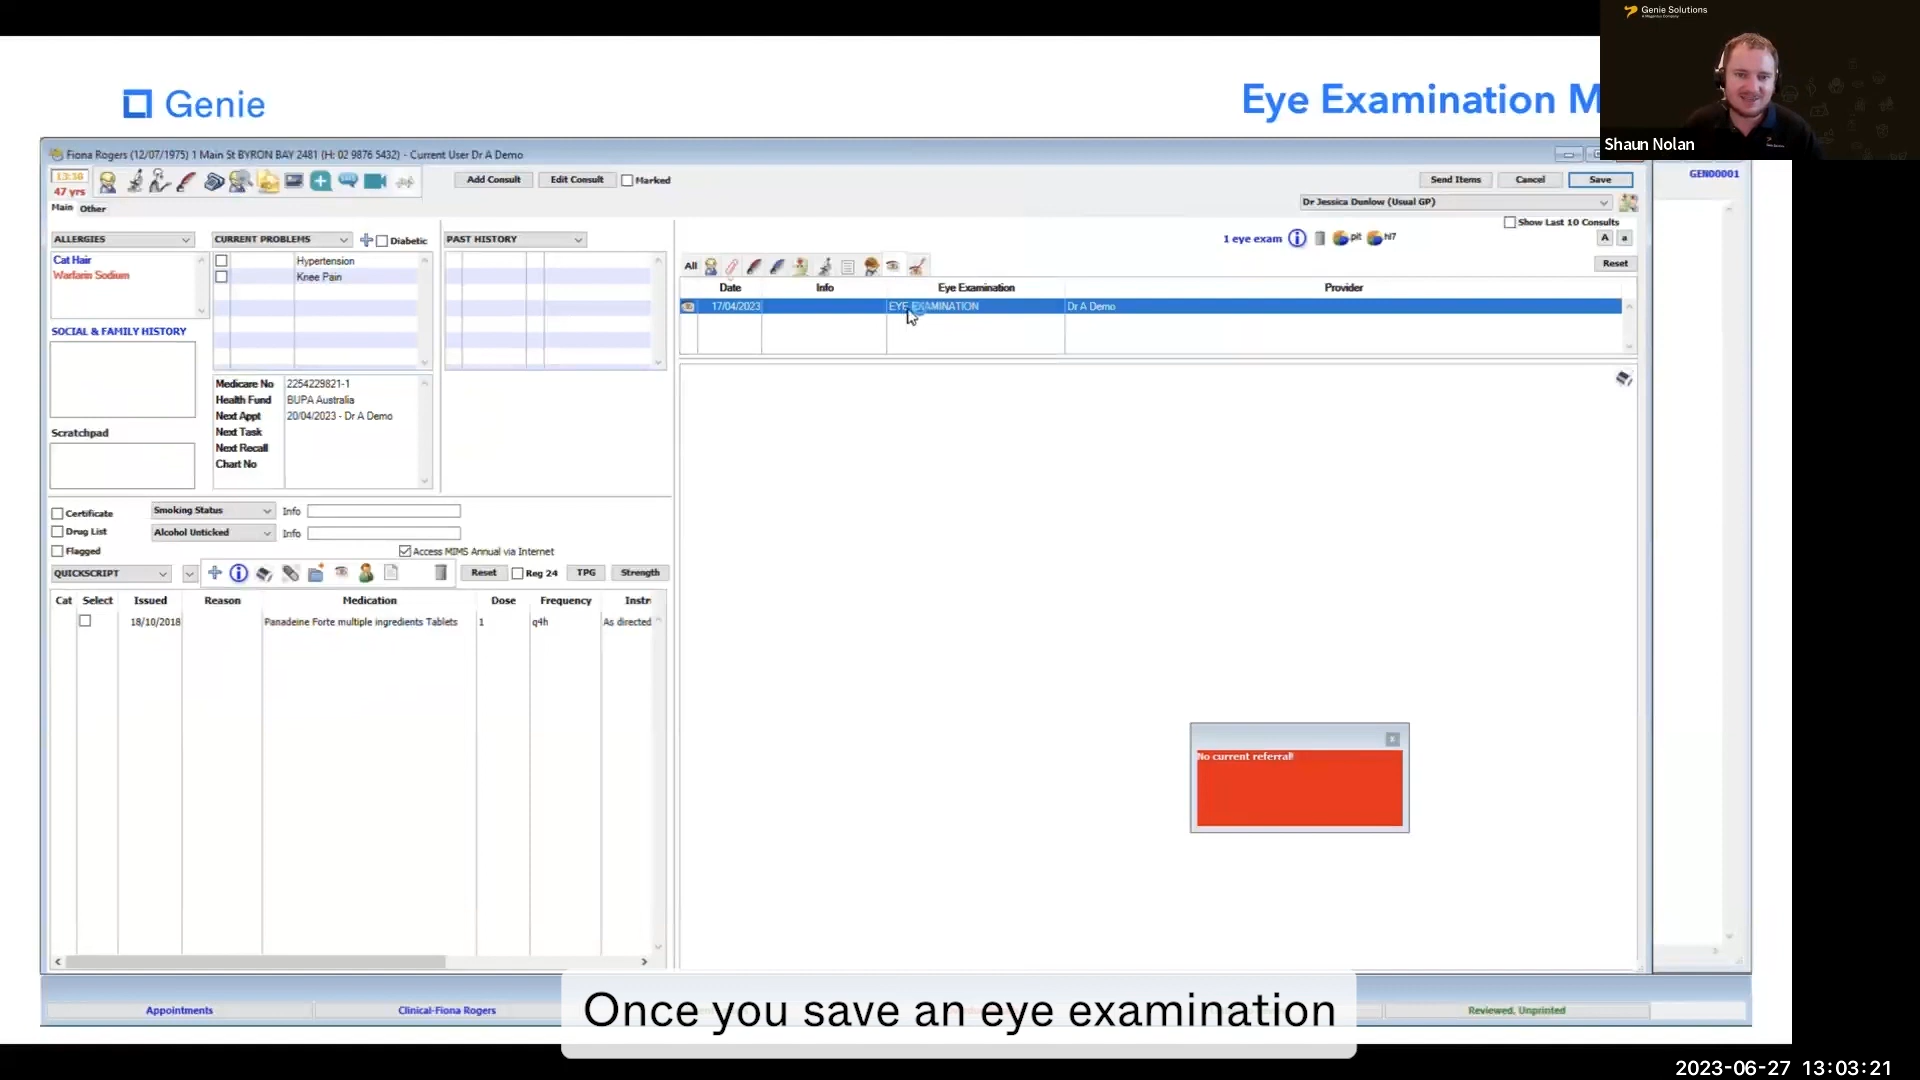 Genie Solutions
Shaun Nolan
Genie
Eye Examination M
Fiona Rogers (12/07/1975) 1 Main St BYRON BAY 2481 (H: 02 9876 5432) - Current User Dr A Demo
13:10
47 yrs
Add Consult
Edit Consult
Marked
Send Items
Cancel
Save
GEN00001
Main
Other
Dr Jessica Dunlow (Usual GP)
Show Last 10 Consults
1 eye exam
pit
hl7
A
a
ALLERGIES
CURRENT PROBLEMS
Diabetic
PAST HISTORY
Cat Hair
Warfarin Sodium
Hypertension
Knee Pain
All
Reset
Date
Info
Eye Examination
Provider
17/04/2023
EYE EXAMINATION
Dr A Demo
SOCIAL & FAMILY HISTORY
Medicare No 2254229821-1
Health Fund BUPA Australia
Next Appt 20/04/2023 - Dr A Demo
Next Task
Next Recall
Chart No
Scratchpad
Certificate
Smoking Status
Info
Drug List
Alcohol Unticked
Info
Flagged
Access MIMS Annual via Internet
QUICKSCRIPT
Reset
Reg 24
TPG
Strength
Cat
Select
Issued
Reason
Medication
Dose
Frequency
Instr
18/10/2018
Panadeine Forte multiple ingredients Tablets
1
q4h
As directed
No current referral!
Appointments
Clinical-Fiona Rogers
Reviewed, Unprinted
Once you save an eye examination
2023-06-27 13:03:21